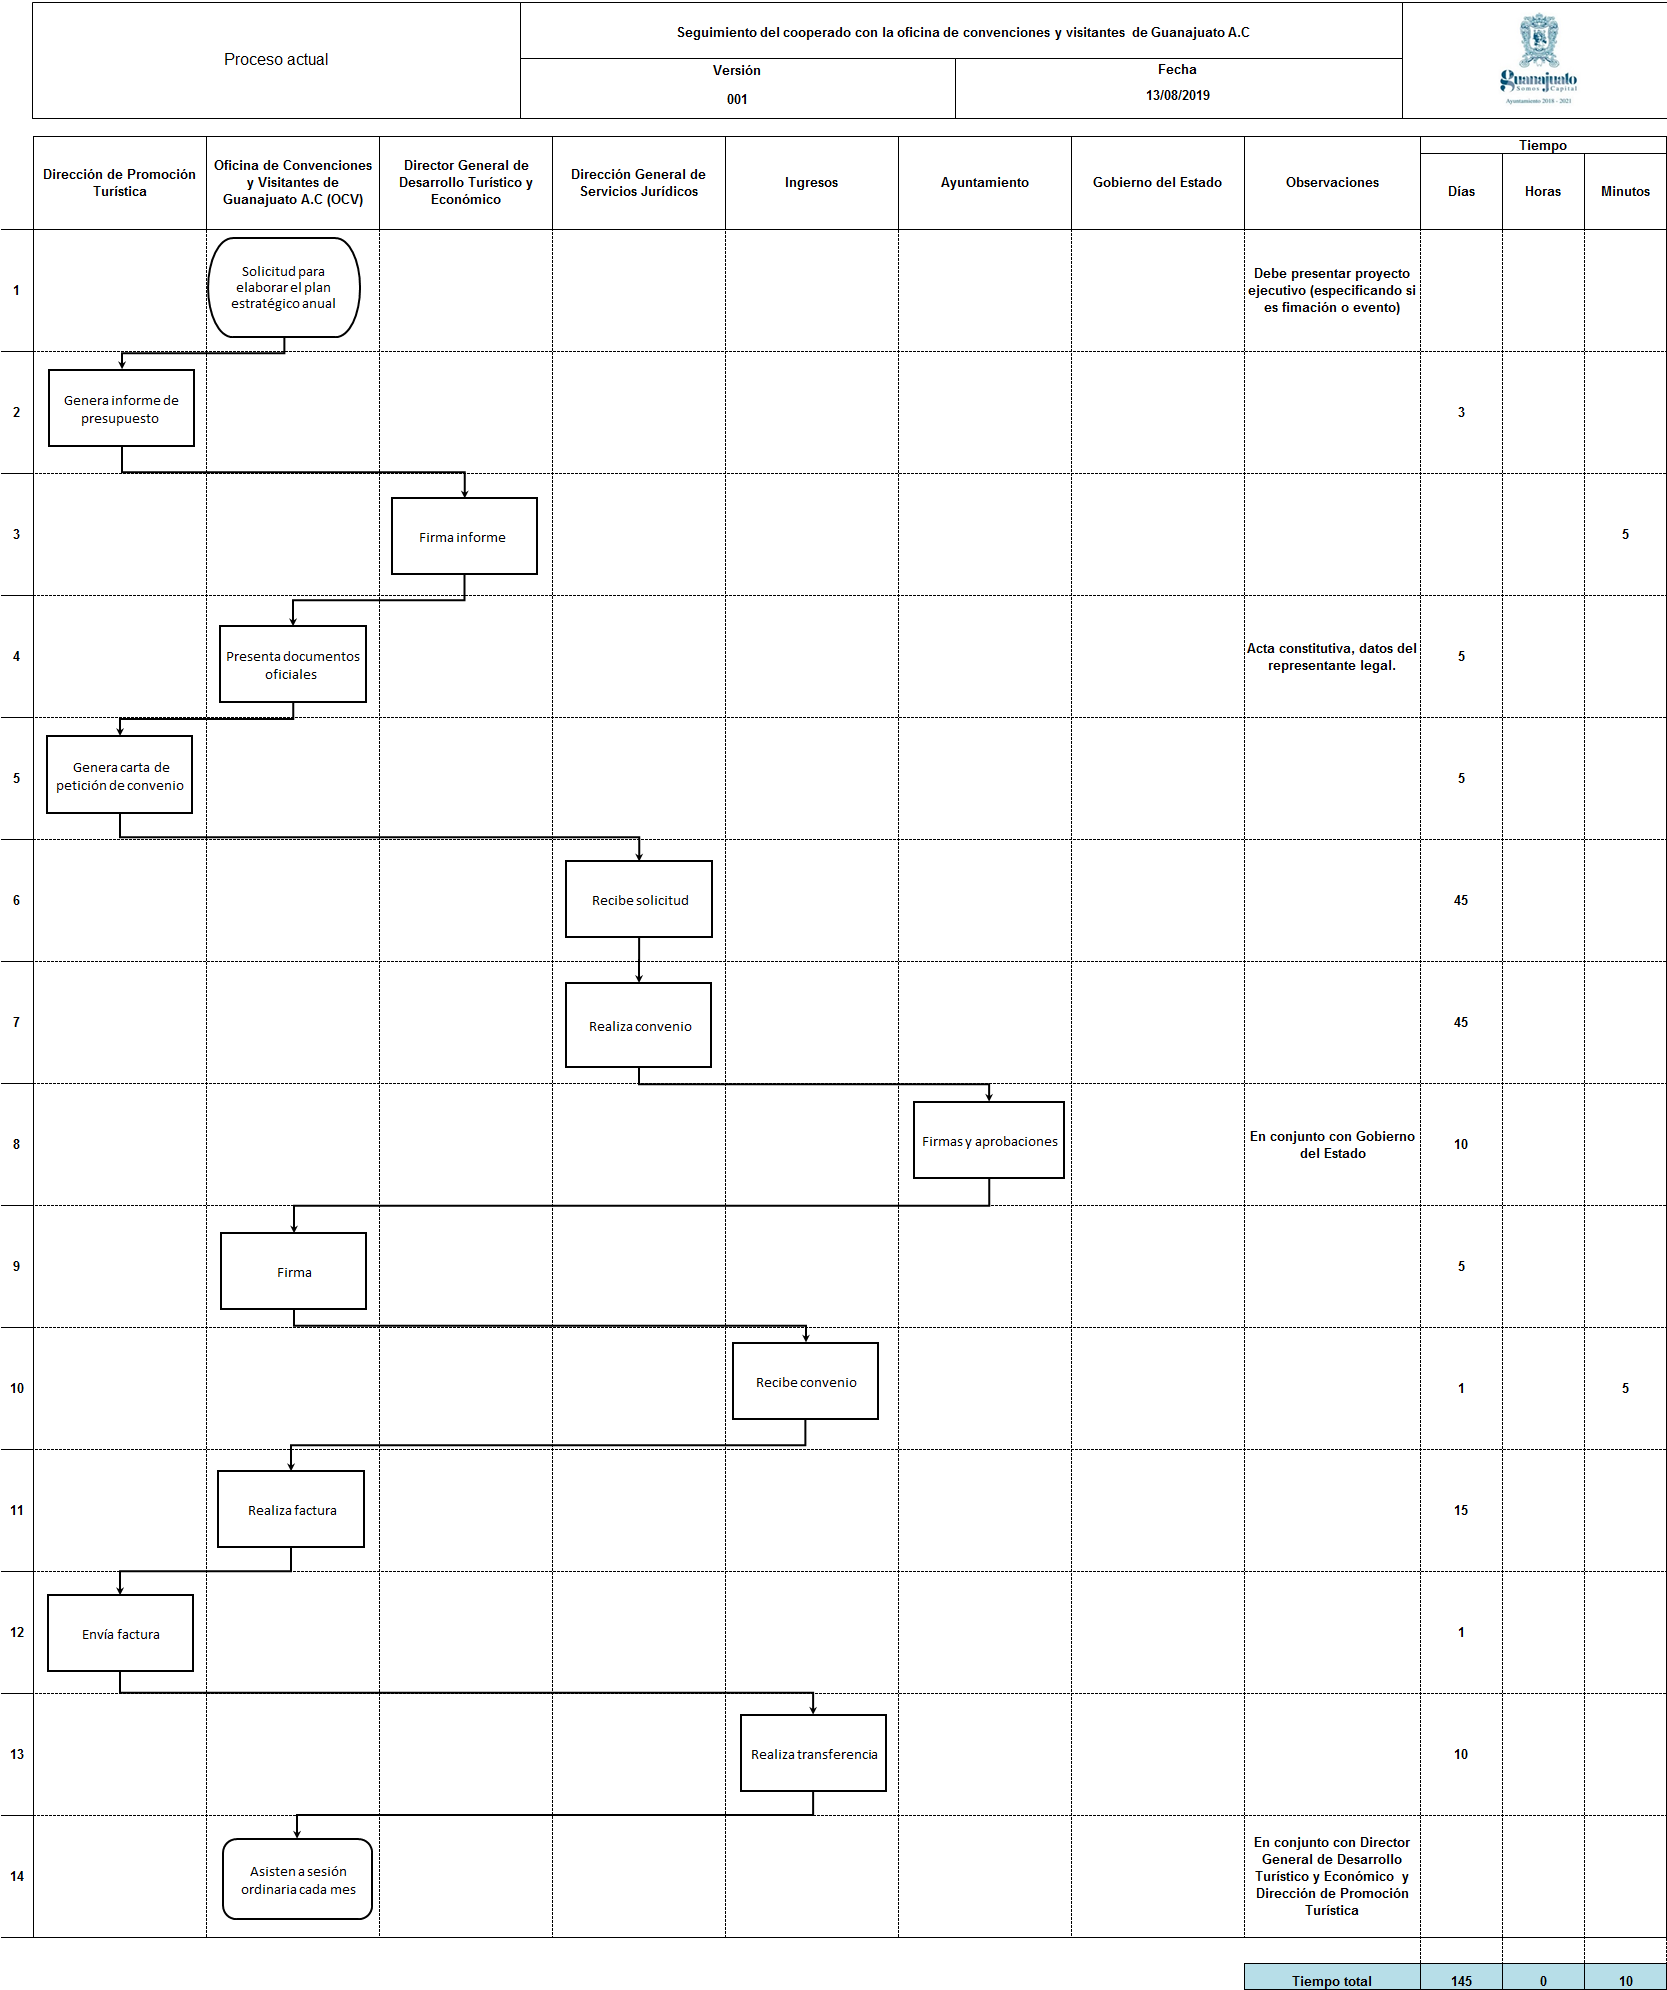 Proceso actual
Seguimiento del cooperado con la oficina de convenciones y visitantes de Guanajuato A.C
Versión
001
Fecha
13/08/2019
Guanajuato
Somos Capital
Ayuntamiento 2018 - 2021
Dirección de Promoción
Turística
Oficina de Convenciones
y Visitantes de
Guanajuato A.C (OCV)
Director General de
Desarrollo Turístico y
Económico
Dirección General de
Servicios Jurídicos
Ingresos
Ayuntamiento
Gobierno del Estado
Observaciones
Tiempo
Días
Horas
Minutos
1
Solicitud para
elaborar el plan
estratégico anual
Debe presentar proyecto
ejecutivo (especificando si
es fimación o evento)
2
Genera informe de
presupuesto
3
3
Firma informe
5
4
Presenta documentos
oficiales
Acta constitutiva, datos del
representante legal.
5
5
Genera carta de
petición de convenio
5
6
Recibe solicitud
45
7
Realiza convenio
45
8
Firmas y aprobaciones
En conjunto con Gobierno
del Estado
10
9
Firma
5
10
Recibe convenio
1
5
11
Realiza factura
15
12
Envía factura
1
13
Realiza transferencia
10
14
Asisten a sesión
ordinaria cada mes
En conjunto con Director
General de Desarrollo
Turístico y Económico y
Dirección de Promoción
Turística
Tiempo total
145
0
10